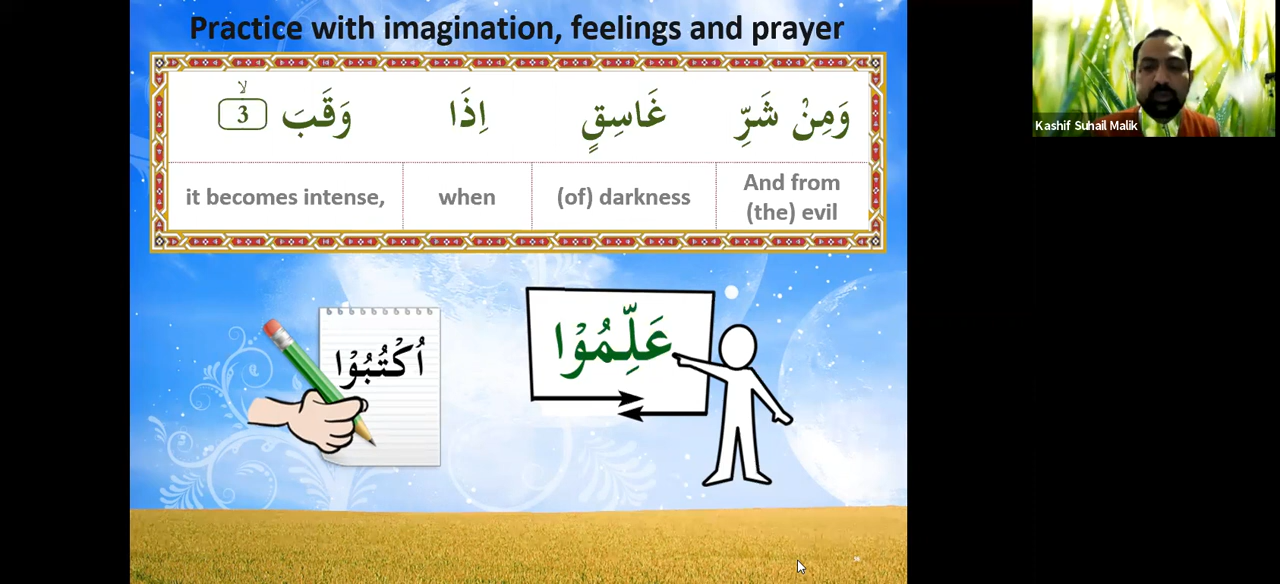 Practice with imagination, feelings and prayer
وَمِنْ شَرِّ غَاسِقٍ اِذَا وَقَبَ ۙ 3
And from (the) evil
(of) darkness
when
it becomes intense,
عَلِّمُوْا
اُكْتُبُوْا
Kashif Suhail Malik